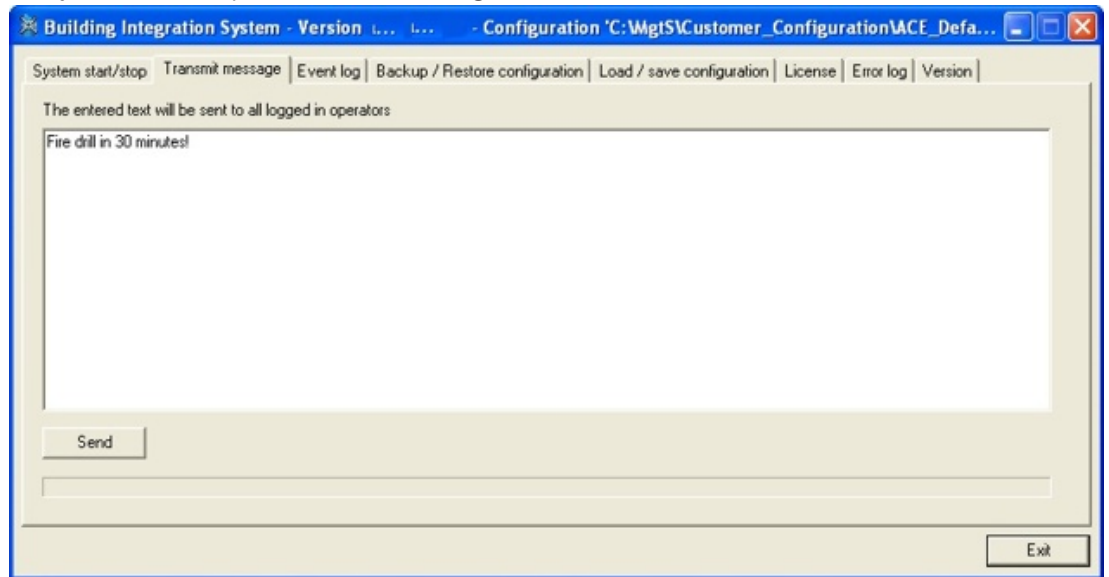 Building Integration System - Version - Configuration 'C:\MgtS\Customer_Configuration\ACE_Defa...
System start/stop Transmit message Event log Backup / Restore configuration Load / save configuration License Error log Version
The entered text will be sent to all logged in operators
Fire drill in 30 minutes!
Send
Exit